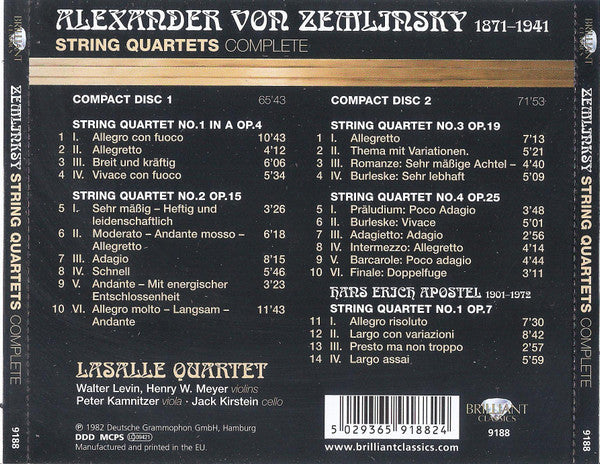 ALEXANDER VON ZEMLINSKY 1871–1941
STRING QUARTETS COMPLETE
BRILLIANT
CLASSICS
COMPACT DISC 1 65'43
STRING QUARTET NO.1 IN A OP.4
1 I. Allegro con fuoco 10'43
2 II. Allegretto 4'12
3 III. Breit und kräftig 6'06
4 IV. Vivace con fuoco 5'34
STRING QUARTET NO.2 OP.15
5 I. Sehr mäßig – Heftig und 3'26
leidenschaftlich
6 II. Moderato – Andante mosso – 6'08
Allegretto
7 III. Adagio 8'15
8 IV. Schnell 5'46
9 V. Andante – Mit energischer 3'23
Entschlossenheit
10 VI. Allegro molto – Langsam – 11'43
Andante
LASALLE QUARTET
Walter Levin, Henry W. Meyer violins
Peter Kamnitzer viola · Jack Kirstein cello
℗ 1982 Deutsche Grammophon GmbH, Hamburg
DDD MCPS LC 09421
Manufactured and printed in the EU.
COMPACT DISC 2 71'53
STRING QUARTET NO.3 OP.19
1 I. Allegretto 7'13
2 II. Thema mit Variationen. 5'21
3 III. Romanze: Sehr mäßige Achtel – 4'40
4 IV. Burleske: Sehr lebhaft 5'09
STRING QUARTET NO.4 OP.25
5 I. Präludium: Poco Adagio 3'48
6 II. Burleske: Vivace 5'01
7 III. Adagietto: Adagio 2'56
8 IV. Intermezzo: Allegretto 4'14
9 V. Barcarole: Poco adagio 4'44
10 VI. Finale: Doppelfuge 3'11
HANS ERICH APOSTEL 1901-1972
STRING QUARTET NO.1 OP.7
11 I. Allegro risoluto 7'30
12 II. Largo con variazioni 8'42
13 III. Presto ma non troppo 2'57
14 IV. Largo assai 5'59
5 029365 918824
BRILLIANT
CLASSICS
9188
www.brilliantclassics.com
ZEMLINSKY STRING QUARTETS COMPLETE 9188
ZEMLINSKY STRING QUARTETS COMPLETE 9188